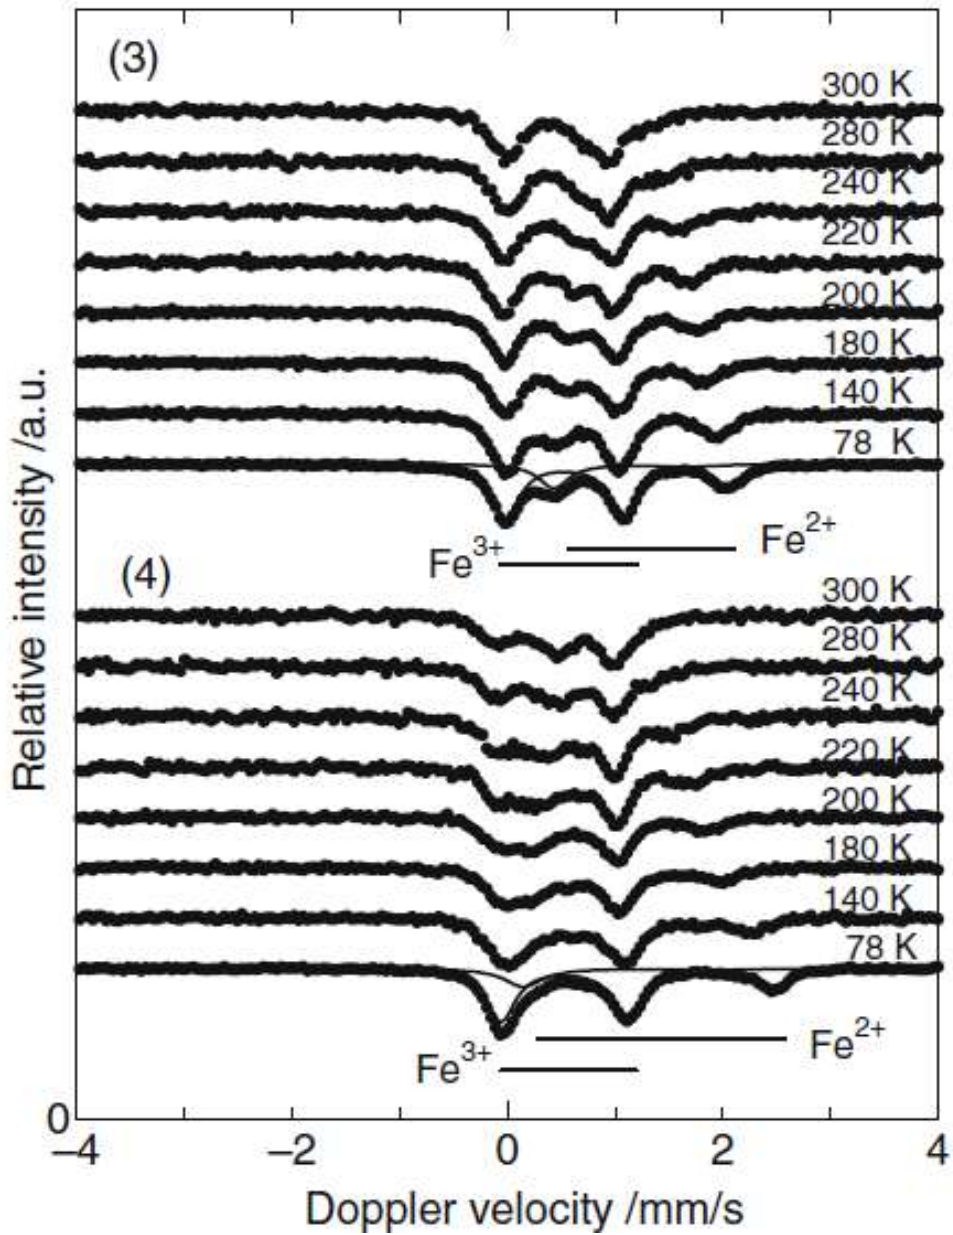 (3)
300 K
280 K
240 K
220 K
200 K
180 K
140 K
78 K
Fe2+
Fe3+
(4)
300 K
280 K
240 K
220 K
200 K
180 K
140 K
78 K
Fe2+
Fe3+
Relative intensity /a.u.
0
−4 −2 0 2 4
Doppler velocity /mm/s